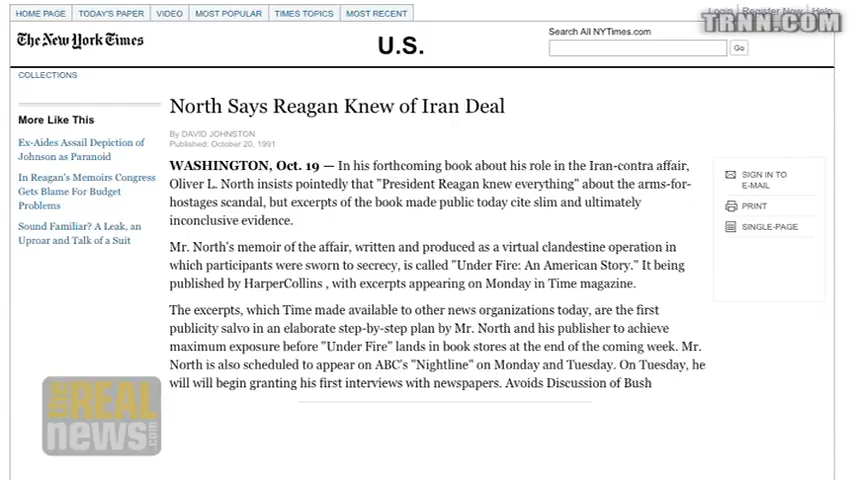 HOME PAGE TODAY'S PAPER VIDEO MOST POPULAR TIMES TOPICS MOST RECENT
Login Register Now Help
TRNN.COM
The New York Times
U.S.
Search All NYTimes.com
Go
COLLECTIONS
More Like This
Ex-Aides Assail Depiction of
Johnson as Paranoid
In Reagan's Memoirs Congress
Gets Blame For Budget
Problems
Sound Familiar? A Leak, an
Uproar and Talk of a Suit
North Says Reagan Knew of Iran Deal
By DAVID JOHNSTON
Published: October 20, 1991
WASHINGTON, Oct. 19 — In his forthcoming book about his role in the Iran-contra affair,
Oliver L. North insists pointedly that "President Reagan knew everything" about the arms-for-
hostages scandal, but excerpts of the book made public today cite slim and ultimately
inconclusive evidence.
Mr. North's memoir of the affair, written and produced as a virtual clandestine operation in
which participants were sworn to secrecy, is called "Under Fire: An American Story." It being
published by HarperCollins , with excerpts appearing on Monday in Time magazine.
The excerpts, which Time made available to other news organizations today, are the first
publicity salvo in an elaborate step-by-step plan by Mr. North and his publisher to achieve
maximum exposure before "Under Fire" lands in book stores at the end of the coming week. Mr.
North is also scheduled to appear on ABC's "Nightline" on Monday and Tuesday. On Tuesday, he
will will begin granting his first interviews with newspapers. Avoids Discussion of Bush
SIGN IN TO
E-MAIL
PRINT
SINGLE-PAGE
the
REAL
news.com